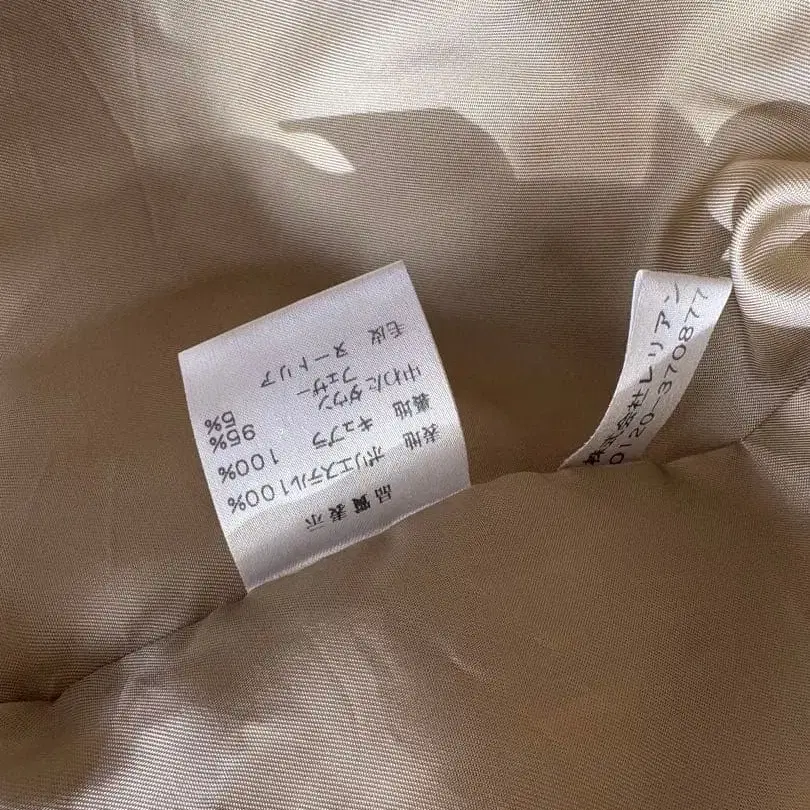 品質表示
表地 ポリエステル100%
裏地 キュプラ 100%
中わた ダウン 95%
フェザー 5%
毛皮 ヌートリア
株式会社レリアン
0120-370877